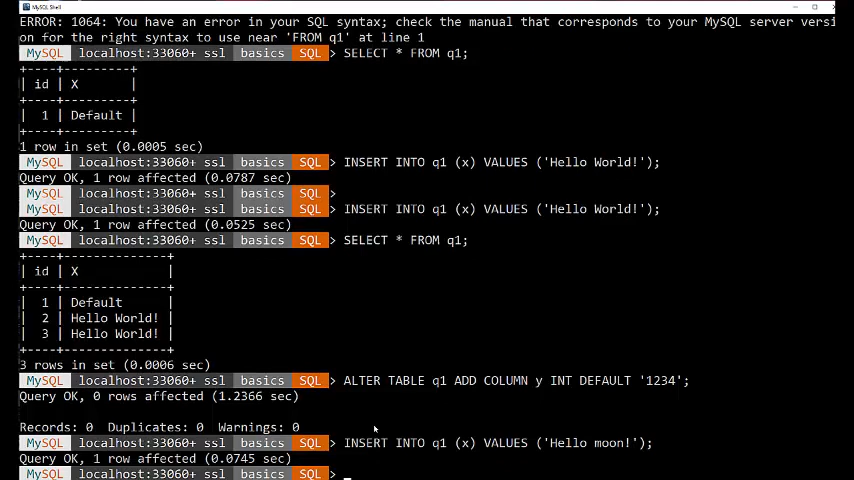 MySQL Shell
ERROR: 1064: You have an error in your SQL syntax; check the manual that corresponds to your MySQL server versi
on for the right syntax to use near 'FROM q1' at line 1
MySQL localhost:33060+ ssl basics SQL > SELECT * FROM q1;
+----+---------+
| id | X       |
+----+---------+
|  1 | Default |
+----+---------+
1 row in set (0.0005 sec)
MySQL localhost:33060+ ssl basics SQL > INSERT INTO q1 (x) VALUES ('Hello World!');
Query OK, 1 row affected (0.0787 sec)
MySQL localhost:33060+ ssl basics SQL >
MySQL localhost:33060+ ssl basics SQL > INSERT INTO q1 (x) VALUES ('Hello World!');
Query OK, 1 row affected (0.0525 sec)
MySQL localhost:33060+ ssl basics SQL > SELECT * FROM q1;
+----+--------------+
| id | X            |
+----+--------------+
|  1 | Default      |
|  2 | Hello World! |
|  3 | Hello World! |
+----+--------------+
3 rows in set (0.0006 sec)
MySQL localhost:33060+ ssl basics SQL > ALTER TABLE q1 ADD COLUMN y INT DEFAULT '1234';
Query OK, 0 rows affected (1.2366 sec)
Records: 0  Duplicates: 0  Warnings: 0
MySQL localhost:33060+ ssl basics SQL > INSERT INTO q1 (x) VALUES ('Hello moon!');
Query OK, 1 row affected (0.0745 sec)
MySQL localhost:33060+ ssl basics SQL > _